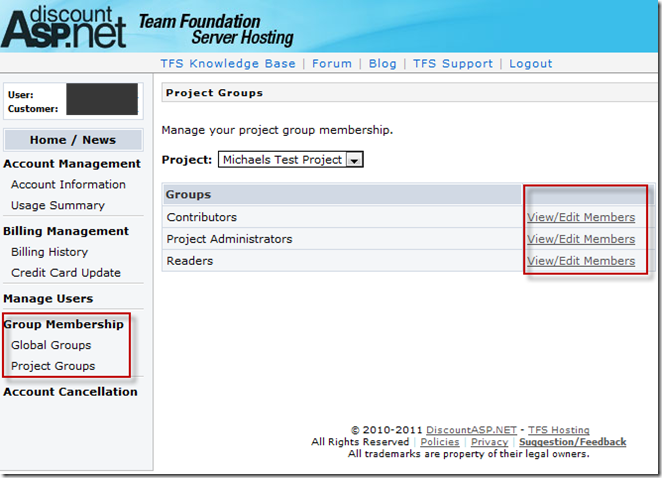 discount
ASP.net
Team Foundation
Server Hosting
TFS Knowledge Base | Forum | Blog | TFS Support | Logout
User:
Customer:
Home / News
Account Management
Account Information
Usage Summary
Billing Management
Billing History
Credit Card Update
Manage Users
Group Membership
Global Groups
Project Groups
Account Cancellation
Project Groups
Manage your project group membership.
Project: Michaels Test Project
Groups
Contributors View/Edit Members
Project Administrators View/Edit Members
Readers View/Edit Members
© 2010-2011 DiscountASP.NET - TFS Hosting
All Rights Reserved | Policies | Privacy | Suggestion/Feedback
All trademarks are property of their legal owners.